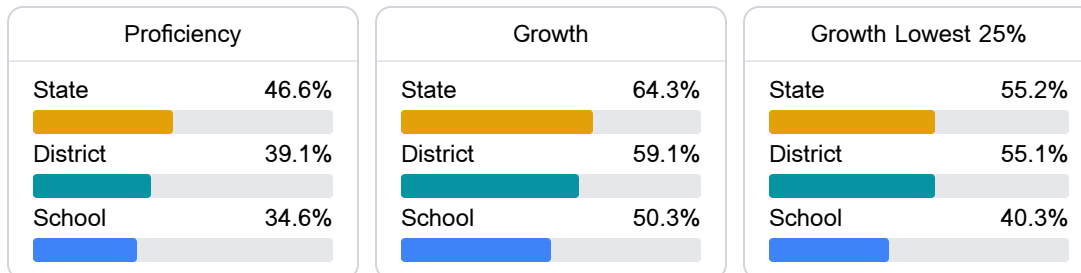 Proficiency
State 46.6%
District 39.1%
School 34.6%
Growth
State 64.3%
District 59.1%
School 50.3%
Growth Lowest 25%
State 55.2%
District 55.1%
School 40.3%